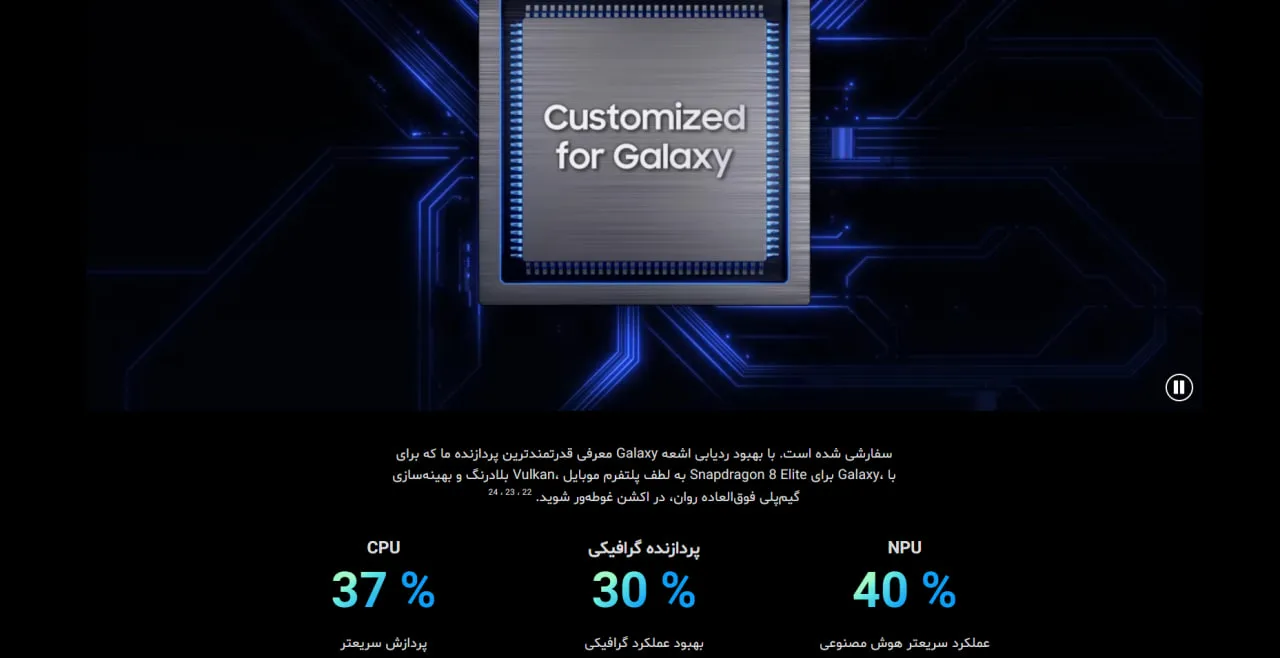 Customized
for Galaxy
سفارشی شده است. با بهبود ردیابی اشعه Galaxy معرفی قدرتمندترین پردازنده ما که برای
با ،Galaxy برای Snapdragon 8 Elite به لطف پلتفرم موبایل ،Vulkan بلادرنگ و بهینه‌سازی
گیم‌پلی فوق‌العاده روان، در اکشن غوطه‌ور شوید. 22 ، 23 ، 24
CPU
37 %
پردازش سریعتر
پردازنده گرافیکی
30 %
بهبود عملکرد گرافیکی
NPU
40 %
عملکرد سریعتر هوش مصنوعی